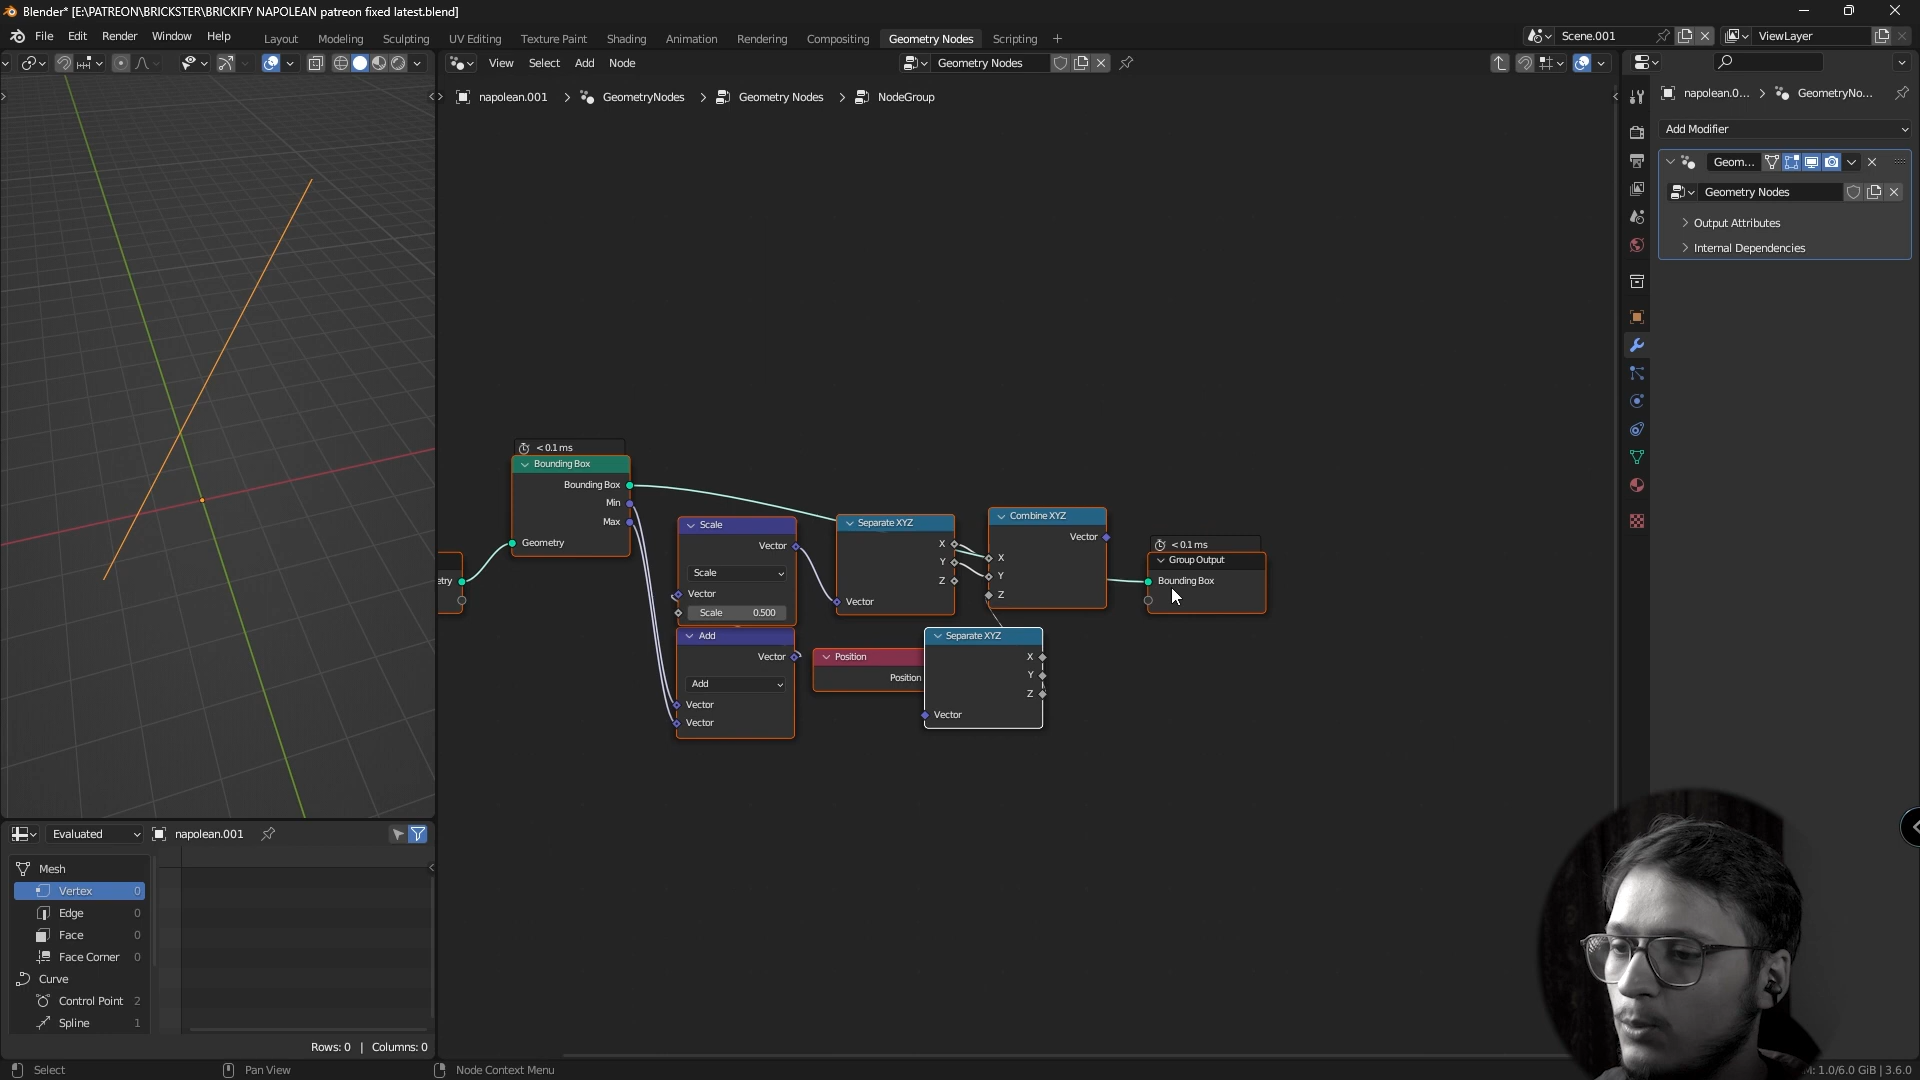 Blender* [E:\PATREON\BRICKSTER\BRICKIFY NAPOLEAN patreon fixed latest.blend]
File Edit Render Window Help Layout Modeling Sculpting UV Editing Texture Paint Shading Animation Rendering Compositing Geometry Nodes Scripting Scene.001 ViewLayer
View Select Add Node Geometry Nodes
napolean.001 > GeometryNodes > Geometry Nodes > NodeGroup
napolean.0... > GeometryNo...
Add Modifier
Geom...
Geometry Nodes
Output Attributes
Internal Dependencies
< 0.1 ms
Bounding Box
Bounding Box
Min
Max
Geometry
etry
Scale
Vector
Scale
Vector
Scale 0.500
Add
Vector
Add
Vector
Vector
Separate XYZ
X
Y
Z
Vector
Combine XYZ
Vector
X
Y
Z
< 0.1 ms
Group Output
Bounding Box
Position
Position
Separate XYZ
X
Y
Z
Vector
Evaluated napolean.001
Mesh
Vertex 0
Edge 0
Face 0
Face Corner 0
Curve
Control Point 2
Spline 1
Rows: 0 | Columns: 0
Select Pan View Node Context Menu
1.0/6.0 GiB | 3.6.0